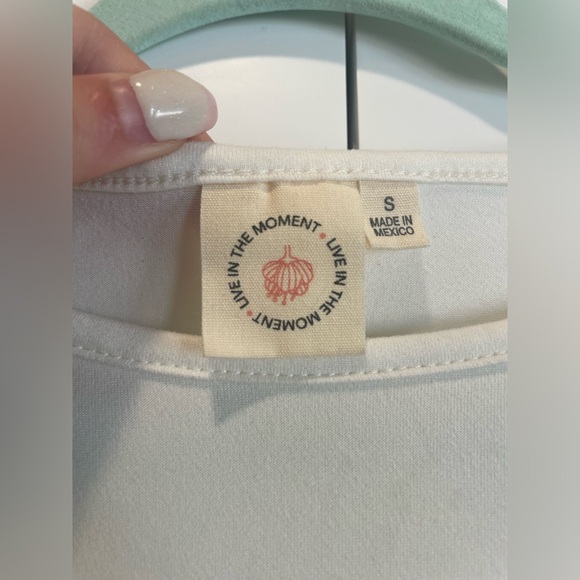 LIVE IN THE MOMENT • LIVE IN THE MOMENT •
S
MADE IN
MEXICO